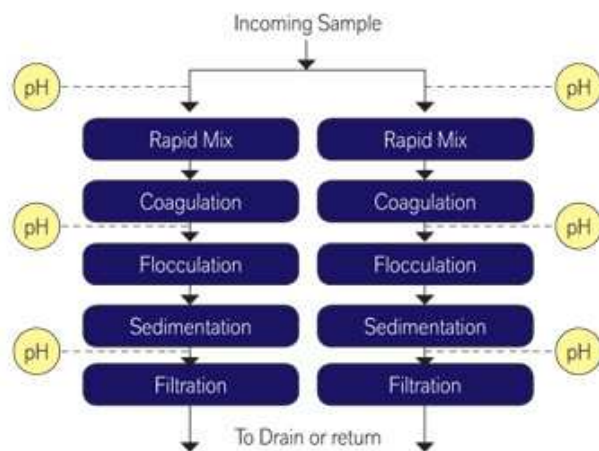 Incoming Sample
pH pH
Rapid Mix Rapid Mix
Coagulation Coagulation
pH pH
Flocculation Flocculation
Sedimentation Sedimentation
pH pH
Filtration Filtration
To Drain or return